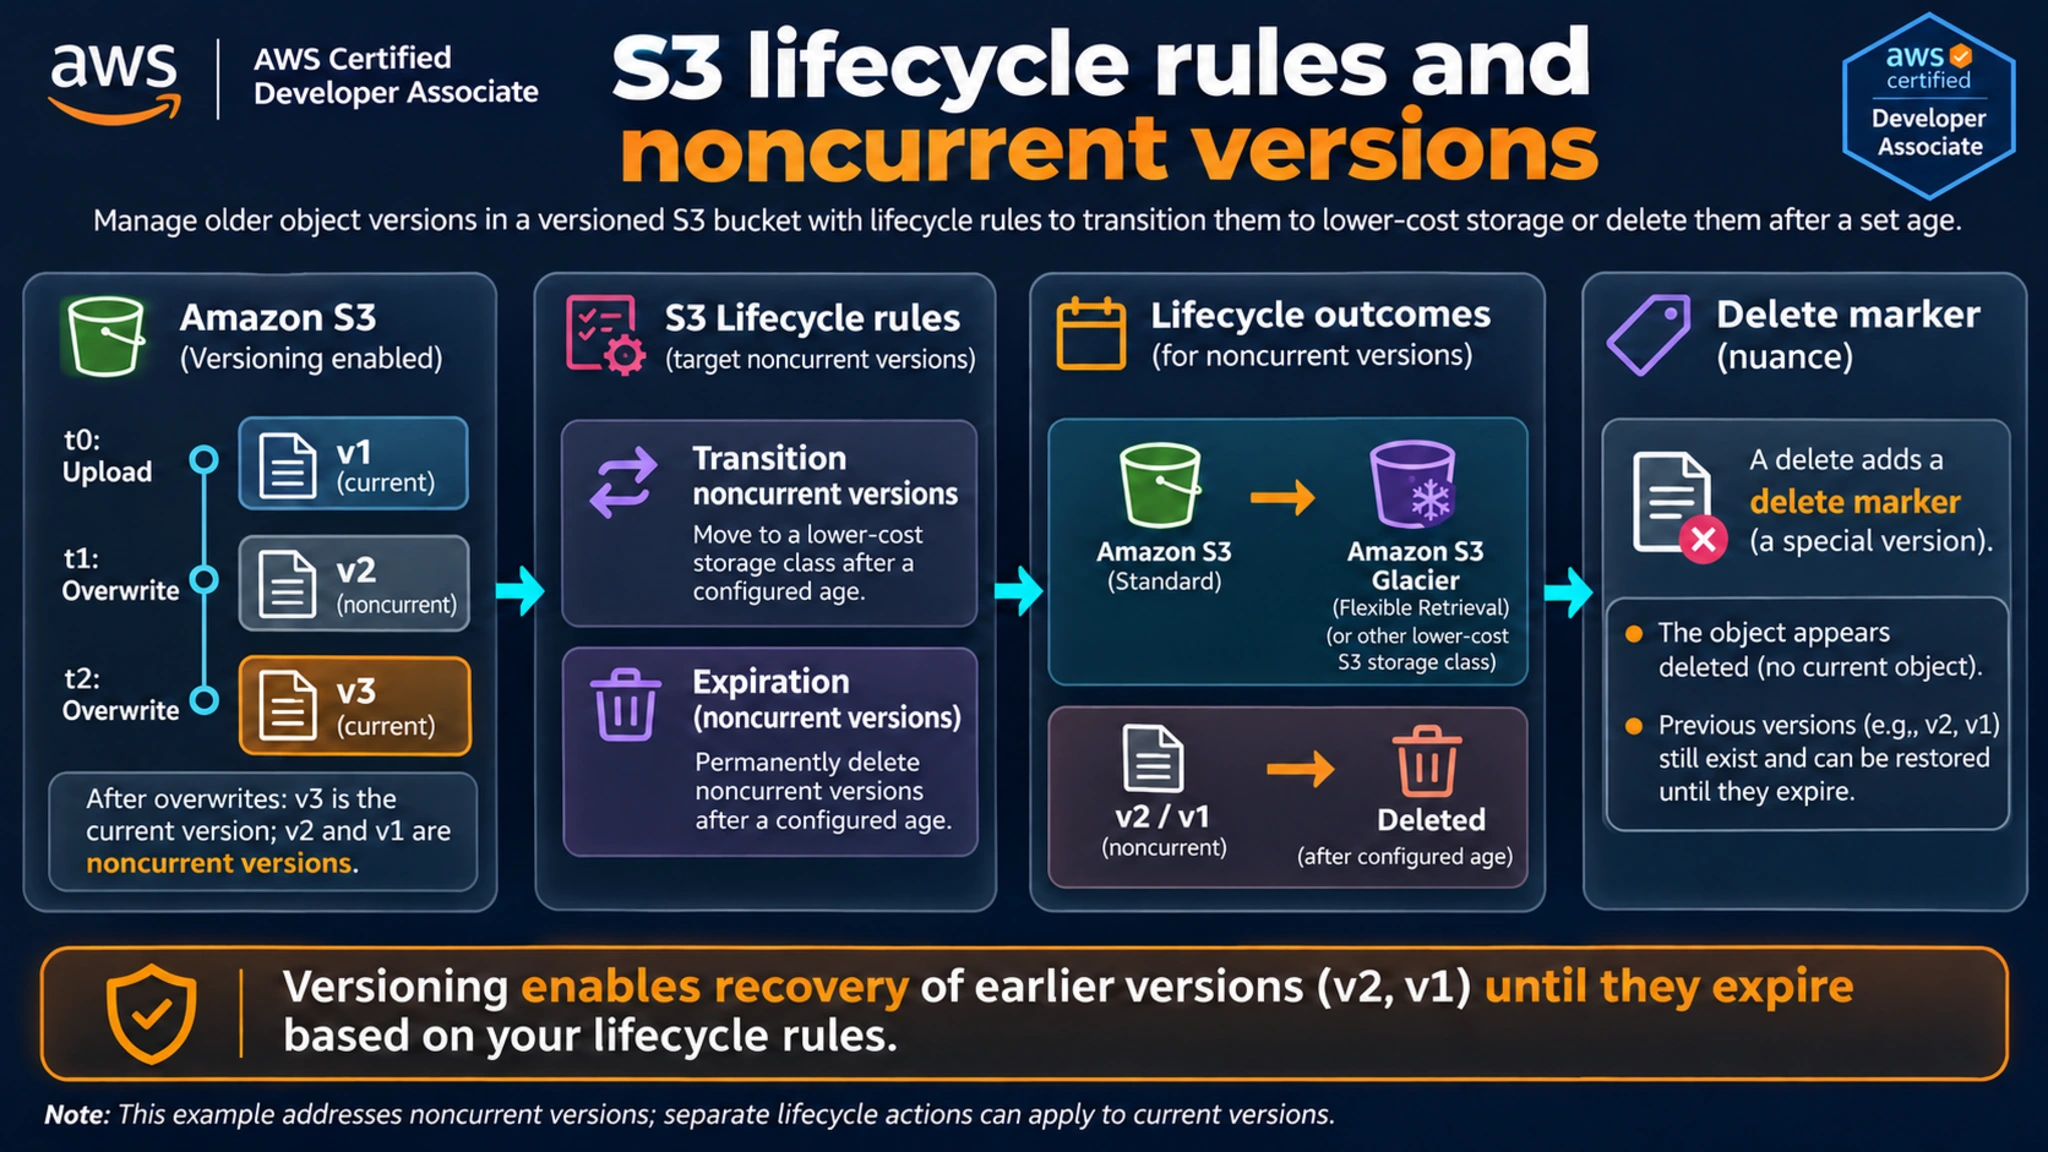 aws
AWS Certified
Developer Associate
S3 lifecycle rules and
noncurrent versions
aws
certified
Developer
Associate
Manage older object versions in a versioned S3 bucket with lifecycle rules to transition them to lower-cost storage or delete them after a set age.
Amazon S3
(Versioning enabled)
t0:
Upload
v1
(current)
t1:
Overwrite
v2
(noncurrent)
t2:
Overwrite
v3
(current)
After overwrites: v3 is the
current version; v2 and v1 are
noncurrent versions.
S3 Lifecycle rules
(target noncurrent versions)
Transition
noncurrent versions
Move to a lower-cost
storage class after a
configured age.
Expiration
(noncurrent versions)
Permanently delete
noncurrent versions
after a configured age.
Lifecycle outcomes
(for noncurrent versions)
Amazon S3
(Standard)
Amazon S3
Glacier
(Flexible Retrieval)
(or other lower-cost
S3 storage class)
v2 / v1
(noncurrent)
Deleted
(after configured age)
Delete marker
(nuance)
A delete adds a
delete marker
(a special version).
The object appears
deleted (no current object).
Previous versions (e.g,, v2, v1)
still exist and can be restored
until they expire.
Versioning enables recovery of earlier versions (v2, v1) until they expire
based on your lifecycle rules.
Note: This example addresses noncurrent versions; separate lifecycle actions can apply to current versions.